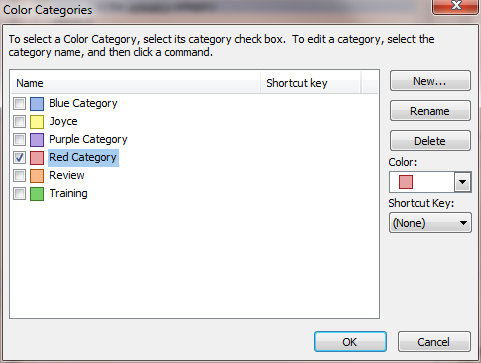 Color Categories
To select a Color Category, select its category check box.  To edit a category, select the
category name, and then click a command.
Name
Shortcut key
Blue Category
Joyce
Purple Category
Red Category
Review
Training
New...
Rename
Delete
Color:
Shortcut Key:
(None)
OK
Cancel